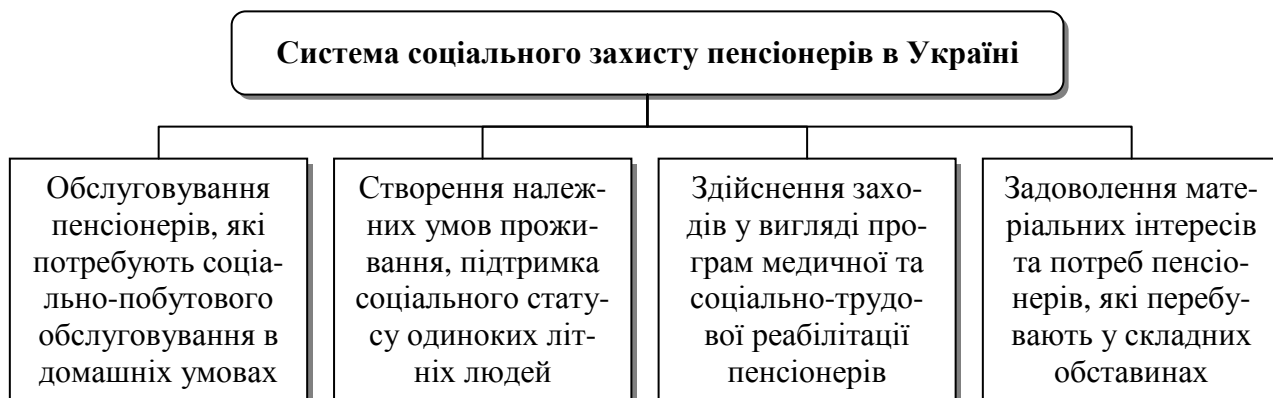 Система соціального захисту пенсіонерів в Україні
Обслуговування
пенсіонерів, які
потребують соціа-
льно-побутового
обслуговування в
домашніх умовах
Створення належ-
них умов прожи-
вання, підтримка
соціального стату-
су одиноких літ-
ніх людей
Здійснення захо-
дів у вигляді про-
грам медичної та
соціально-трудо-
вої реабілітації
пенсіонерів
Задоволення мате-
ріальних інтересів
та потреб пенсіо-
нерів, які перебу-
вають у складних
обставинах